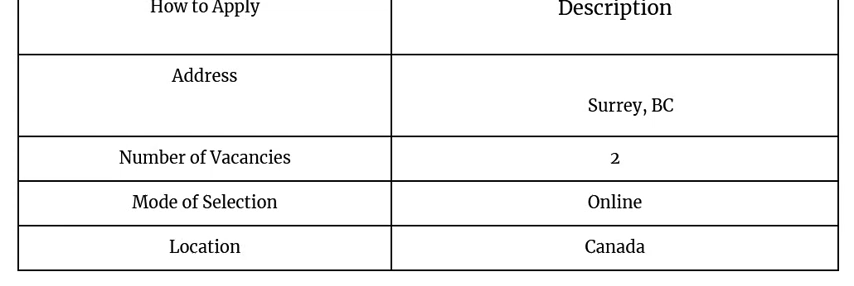 How to Apply Description
Address
Surrey, BC
Number of Vacancies 2
Mode of Selection Online
Location Canada